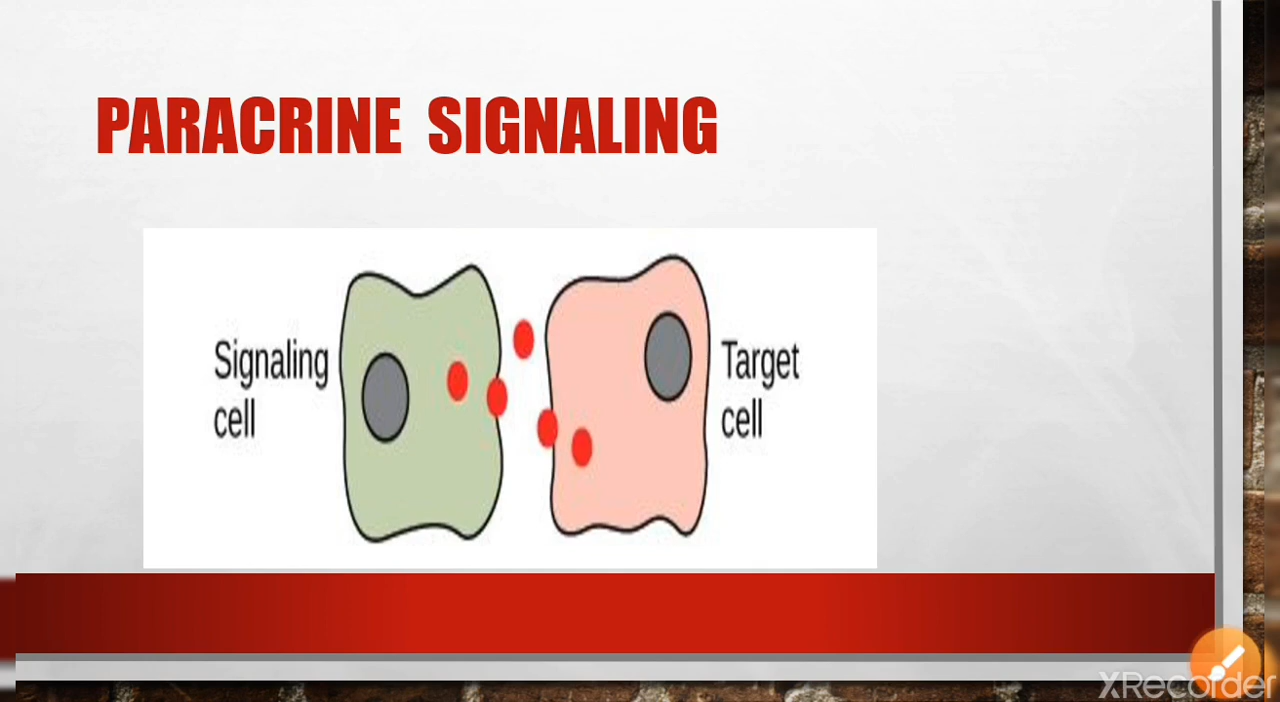 PARACRINE SIGNALING
Signaling
cell
Target
cell
XRecorder